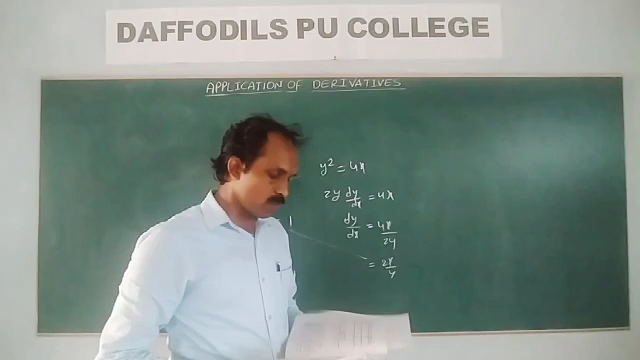 DAFFODILS PU COLLEGE
APPLICATION OF DERIVATIVES
y² = 4x
2y dy/dx = 4x
dy/dx = 4x/2y
= 2x/y